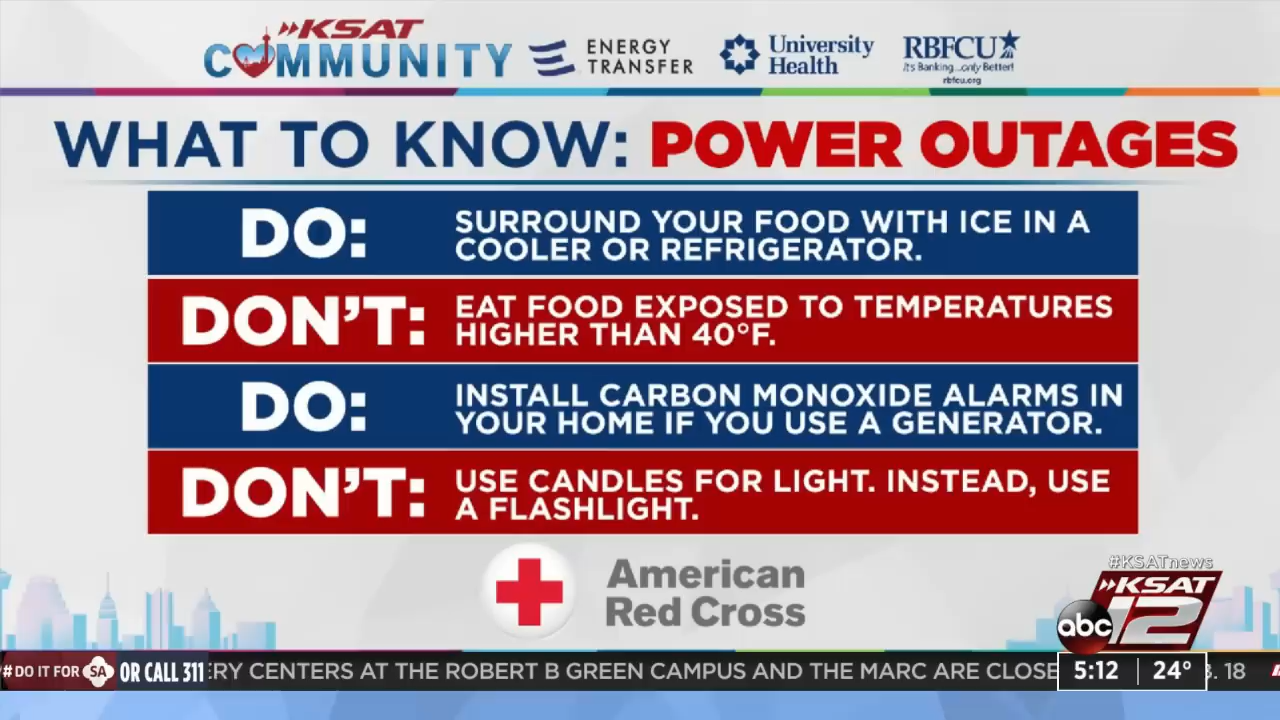 KSAT
COMMUNITY
ENERGY
TRANSFER
University
Health
RBFCU
It's Banking...only Better!
rbfcu.org
WHAT TO KNOW: POWER OUTAGES
DO:
SURROUND YOUR FOOD WITH ICE IN A
COOLER OR REFRIGERATOR.
DON'T:
EAT FOOD EXPOSED TO TEMPERATURES
HIGHER THAN 40°F.
DO:
INSTALL CARBON MONOXIDE ALARMS IN
YOUR HOME IF YOU USE A GENERATOR.
DON'T:
USE CANDLES FOR LIGHT. INSTEAD, USE
A FLASHLIGHT.
American
Red Cross
#KSATnews
KSAT
abc 12
#DO IT FOR SA OR CALL 311 ERY CENTERS AT THE ROBERT B GREEN CAMPUS AND THE MARC ARE CLOSE 5:12 24° 18